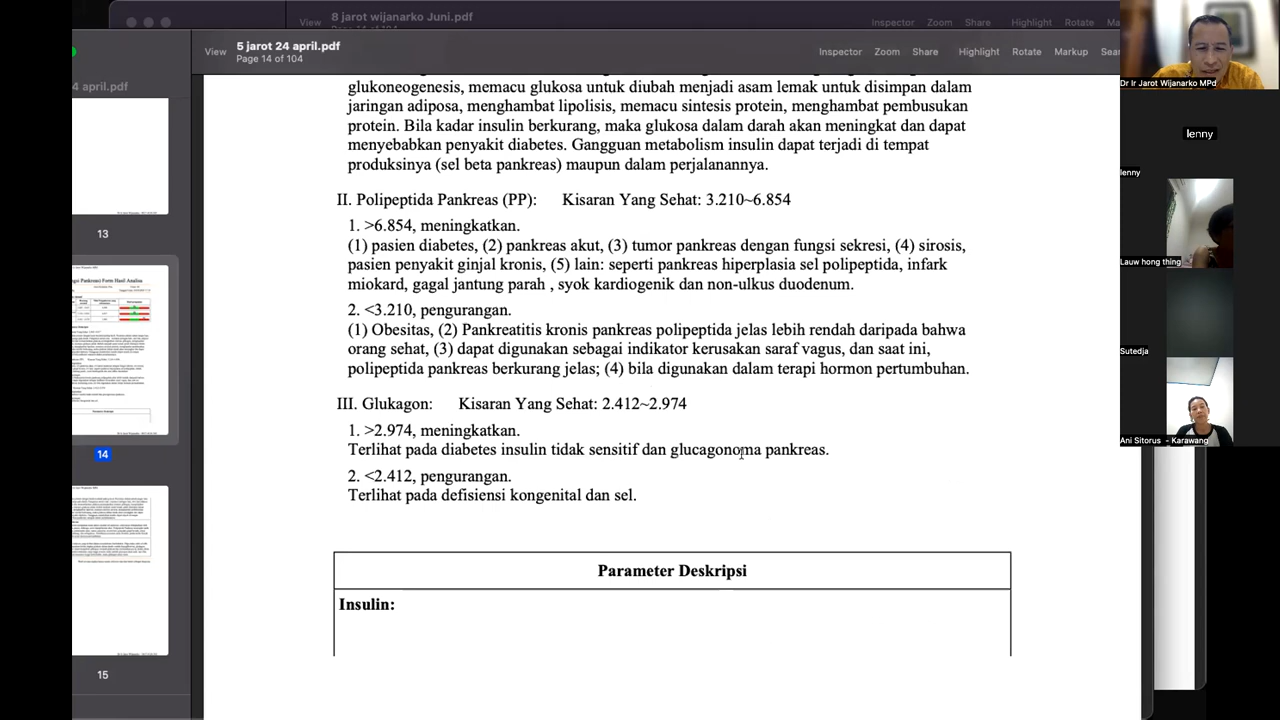 8 jarot wijanarko Juni.pdf
View Inspector Zoom Share Highlight Rotate
View 5 jarot 24 april.pdf
Page 14 of 104
Inspector Zoom Share Highlight Rotate Markup
4 april.pdf
13
14
15
glukoneogenesis, memacu glukosa untuk diubah menjadi asam lemak untuk disimpan dalam
jaringan adiposa, menghambat lipolisis, memacu sintesis protein, menghambat pembusukan
protein. Bila kadar insulin berkurang, maka glukosa dalam darah akan meningkat dan dapat
menyebabkan penyakit diabetes. Gangguan metabolism insulin dapat terjadi di tempat
produksinya (sel beta pankreas) maupun dalam perjalanannya.
II. Polipeptida Pankreas (PP): Kisaran Yang Sehat: 3.210~6.854
1. >6.854, meningkatkan.
(1) pasien diabetes, (2) pankreas akut, (3) tumor pankreas dengan fungsi sekresi, (4) sirosis,
pasien penyakit ginjal kronis, (5) lain: seperti pankreas hiperplasia sel polipeptida, infark
miokard, gagal jantung berat , syok kardiogenik dan non-ulkus duodenum.
2. <3.210, pengurangan.
(1) Obesitas, (2) Pankreatitis kronis: pankreas polipeptida jelas lebih rendah daripada bahwa
orang sehat, (3) dapat digunakan sebagai indikator kerusakan pankreas, dan saat ini,
polipeptida pankreas berkurang jelas; (4) bila digunakan dalam terapi hormon pertumbuhan.
III. Glukagon: Kisaran Yang Sehat: 2.412~2.974
1. >2.974, meningkatkan.
Terlihat pada diabetes insulin tidak sensitif dan glucagonoma pankreas.
2. <2.412, pengurangan.
Terlihat pada defisiensi kongenital dan sel.
Parameter Deskripsi
Insulin:
Dr Ir Jarot Wijanarko MPd
lenny
lenny
Lauw hong thing
Sutedja
Ani Sitorus - Karawang